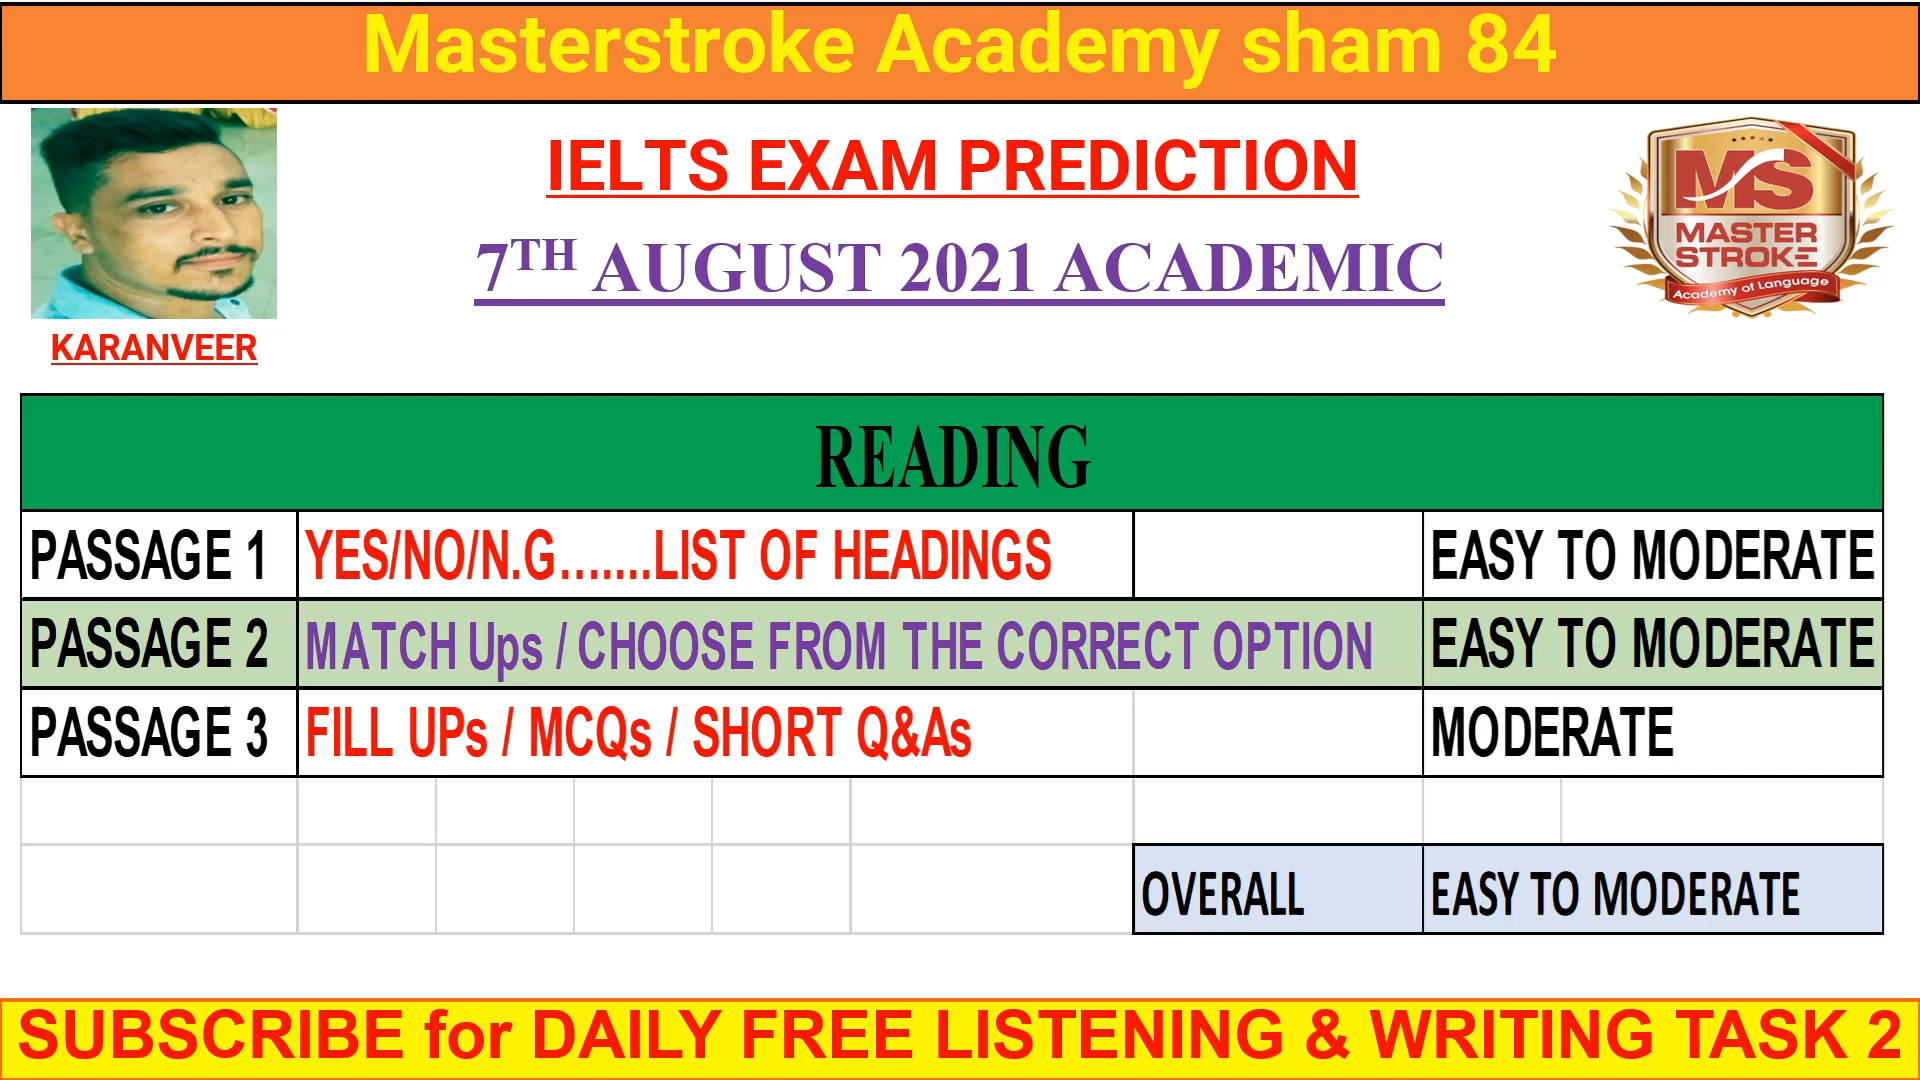 Masterstroke Academy sham 84
IELTS EXAM PREDICTION
7TH AUGUST 2021 ACADEMIC
MS
MASTER
STROKE
Academy of Language
KARANVEER
READING
PASSAGE 1 YES/NO/N.G.......LIST OF HEADINGS EASY TO MODERATE
PASSAGE 2 MATCH Ups / CHOOSE FROM THE CORRECT OPTION EASY TO MODERATE
PASSAGE 3 FILL UPs / MCQs / SHORT Q&As MODERATE
OVERALL EASY TO MODERATE
SUBSCRIBE for DAILY FREE LISTENING & WRITING TASK 2